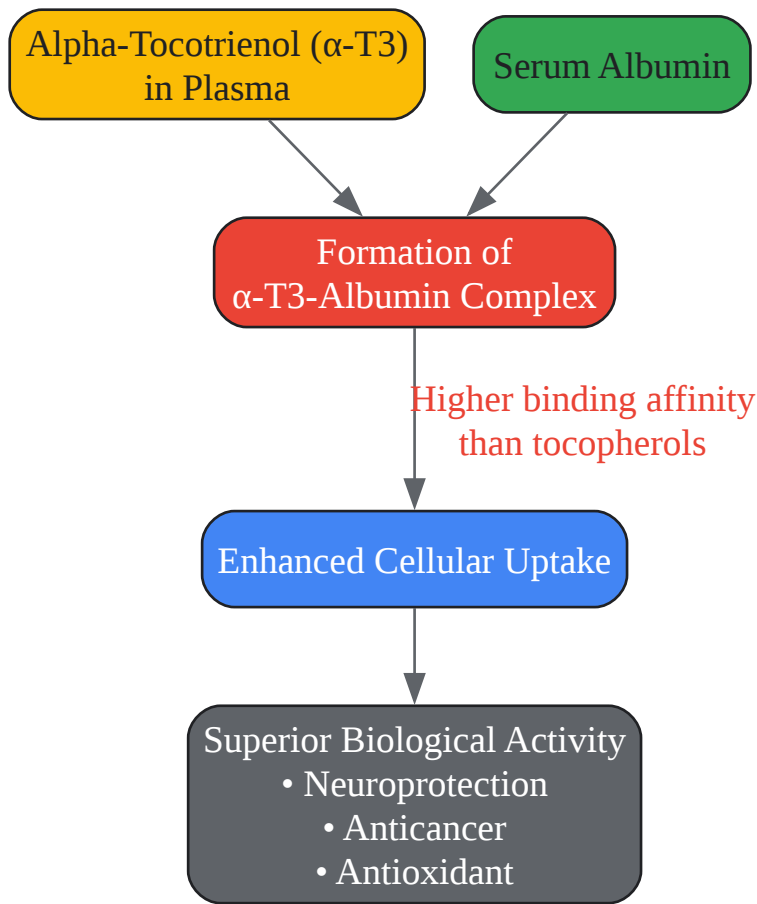 Alpha-Tocotrienol (α-T3)
in Plasma
Serum Albumin
Formation of
α-T3-Albumin Complex
Higher binding affinity
than tocopherols
Enhanced Cellular Uptake
Superior Biological Activity
• Neuroprotection
• Anticancer
• Antioxidant